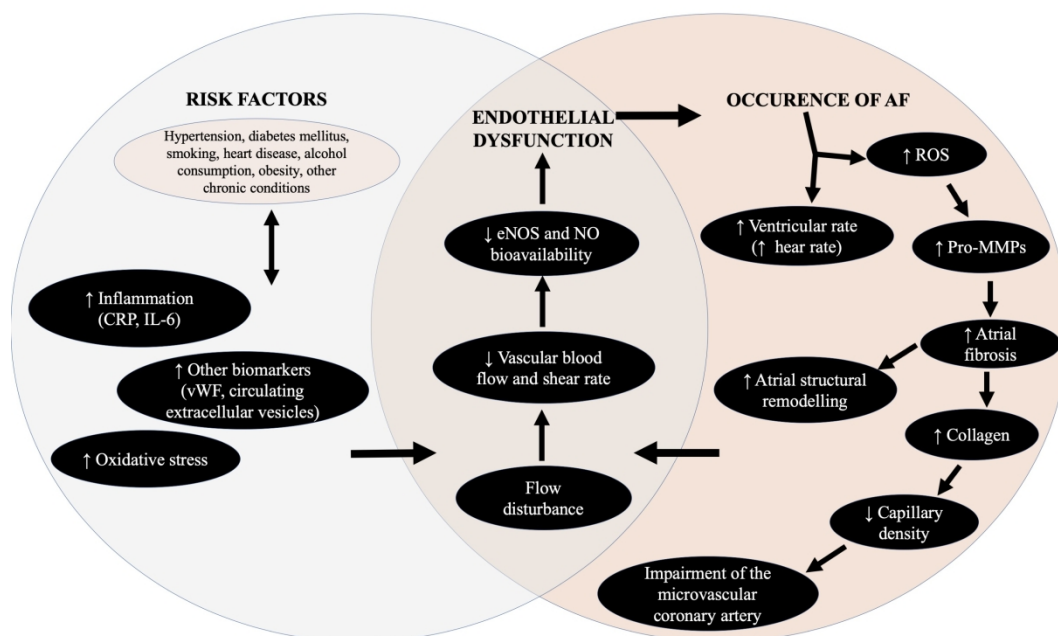 RISK FACTORS
Hypertension, diabetes mellitus,
smoking, heart disease, alcohol
consumption, obesity, other
chronic conditions
↑ Inflammation
(CRP, IL-6)
↑ Other biomarkers
(vWF, circulating
extracellular vesicles)
↑ Oxidative stress
ENDOTHELIAL
DYSFUNCTION
↓ eNOS and NO
bioavailability
↓ Vascular blood
flow and shear rate
Flow
disturbance
OCCURENCE OF AF
↑ ROS
↑ Ventricular rate
(↑ hear rate)
↑ Pro-MMPs
↑ Atrial
fibrosis
↑ Atrial structural
remodelling
↑ Collagen
↓ Capillary
density
Impairment of the
microvascular
coronary artery